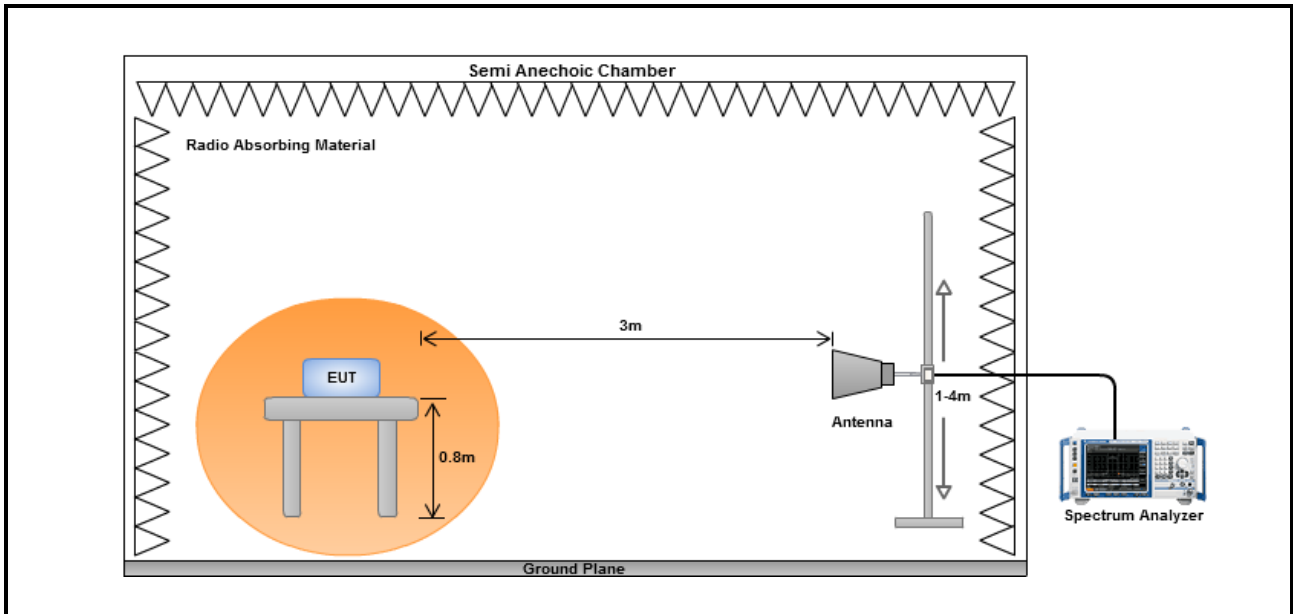 Semi Anechoic Chamber
Radio Absorbing Material
3m
EUT
1-4m
Antenna
0.8m
Spectrum Analyzer
Ground Plane